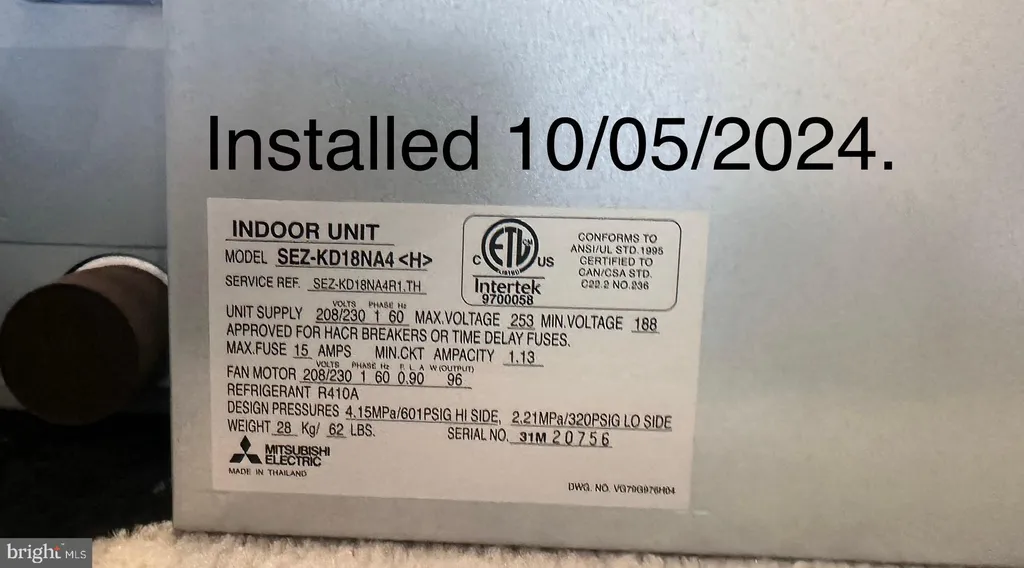 Installed 10/05/2024.
INDOOR UNIT
MODEL SEZ-KD18NA4 <H>
SERVICE REF. SEZ-KD18NA4R1.TH
C ETL US
LISTED
Intertek
9700058
CONFORMS TO
ANSI/UL STD.1995
CERTIFIED TO
CAN/CSA STD.
C22.2 NO.236
VOLTS PHASE Hz
UNIT SUPPLY 208/230 1 60 MAX.VOLTAGE 253 MIN.VOLTAGE 188
APPROVED FOR HACR BREAKERS OR TIME DELAY FUSES.
MAX.FUSE 15 AMPS MIN.CKT AMPACITY 1.13
VOLTS PHASE Hz F. L. A W(OUTPUT)
FAN MOTOR 208/230 1 60 0.90 96
REFRIGERANT R410A
DESIGN PRESSURES 4.15MPa/601PSIG HI SIDE, 2.21MPa/320PSIG LO SIDE
WEIGHT 28 Kg/ 62 LBS. SERIAL NO. 31M20756
MITSUBISHI
ELECTRIC
MADE IN THAILAND
DWG. NO. VG79G976H04
bright MLS